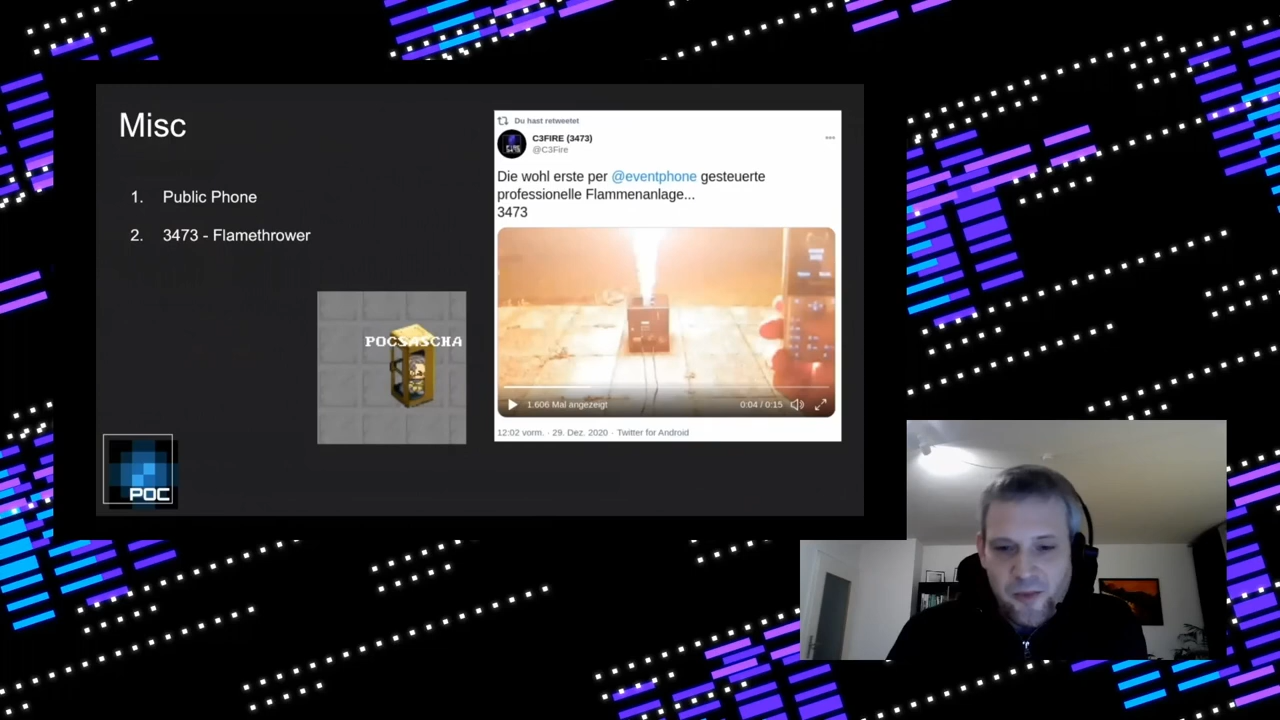 Misc
1. Public Phone
2. 3473 - Flamethrower
POCSASCHA
POC
Du hast retweetet
C3FIRE (3473)
@C3Fire
Die wohl erste per @eventphone gesteuerte
professionelle Flammenanlage...
3473
1.606 Mal angezeigt
0:04 / 0:15
12:02 vorm. · 29. Dez. 2020 · Twitter for Android